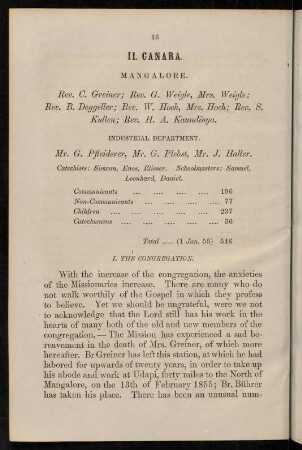 16
II. CANARA.
MANGALORE.
Rev. C. Greiner; Rev. G. Weigle, Mrs. Weigle;
Rev. B. Deggeller; Rev. W. Hoch, Mrs. Hoch; Rev. S.
Kullen; Rev. H. A. Kaundinya.
INDUSTRIAL DEPARTMENT.
Mr. G. Pfleiderer, Mr. G. Plebst, Mr. J. Haller.
Catechists: Simeon, Enos, Elieser. Schoolmasters: Samuel,
Leonhard, Daniel.
Communicants .... .... .... .... 196
Non-Communicants .... .... .... .... 77
Children .... .... .... .... .... 237
Catechumens .... .... .... .... 36
Total .... (1 Jan. 55) 546
I. THE CONGREGATION.
With the increase of the congregation, the anxieties
of the Missionaries increase. There are many who do
not walk worthily of the Gospel in which they profess
to believe. Yet we should be ungrateful, were we not
to acknowledge that the Lord still has his work in the
hearts of many both of the old and new members of the
congregation. — The Mission has experienced a sad be-
reavement in the death of Mrs. Greiner, of which more
hereafter. Br Greiner has left this station, at which he had
labored for upwards of twenty years, in order to take up
his abode and work at Udapi, forty miles to the North of
Mangalore, on the 13th of February 1855; Br. Bührer
has taken his place. There has been an unusual num-